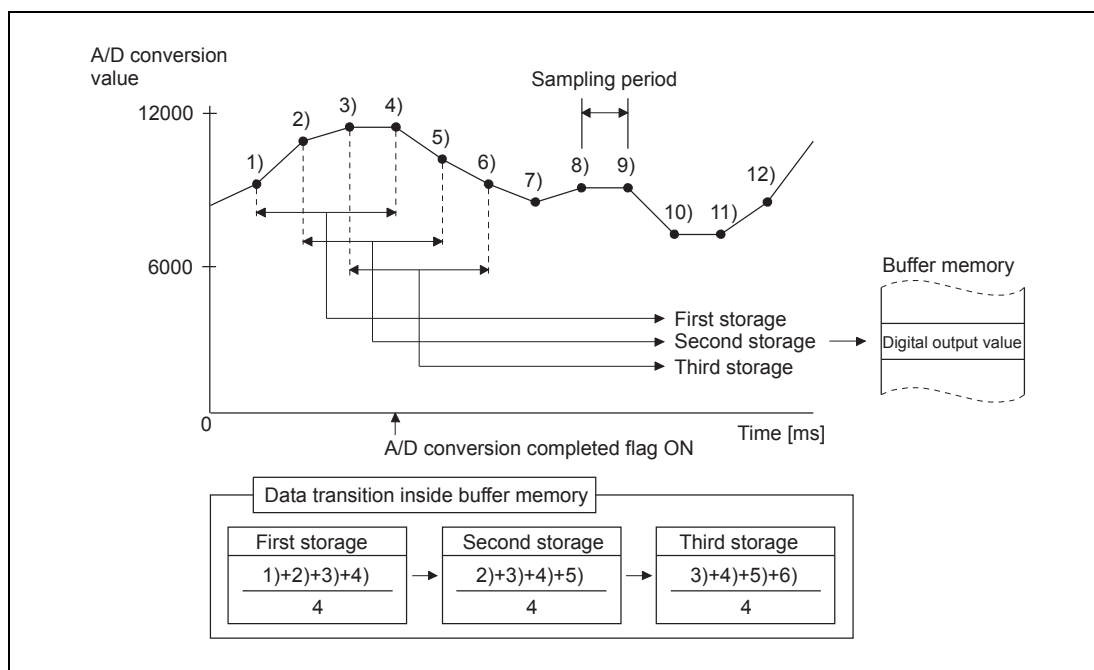 A/D conversion
value
Sampling period
12000
1)
2)
3)
4)
5)
6)
7)
8)
9)
10)
11)
12)
6000
Buffer memory
First storage
Second storage
Digital output value
Third storage
0
Time [ms]
A/D conversion completed flag ON
Data transition inside buffer memory
First storage
1)+2)+3)+4)
4
Second storage
2)+3)+4)+5)
4
Third storage
3)+4)+5)+6)
4